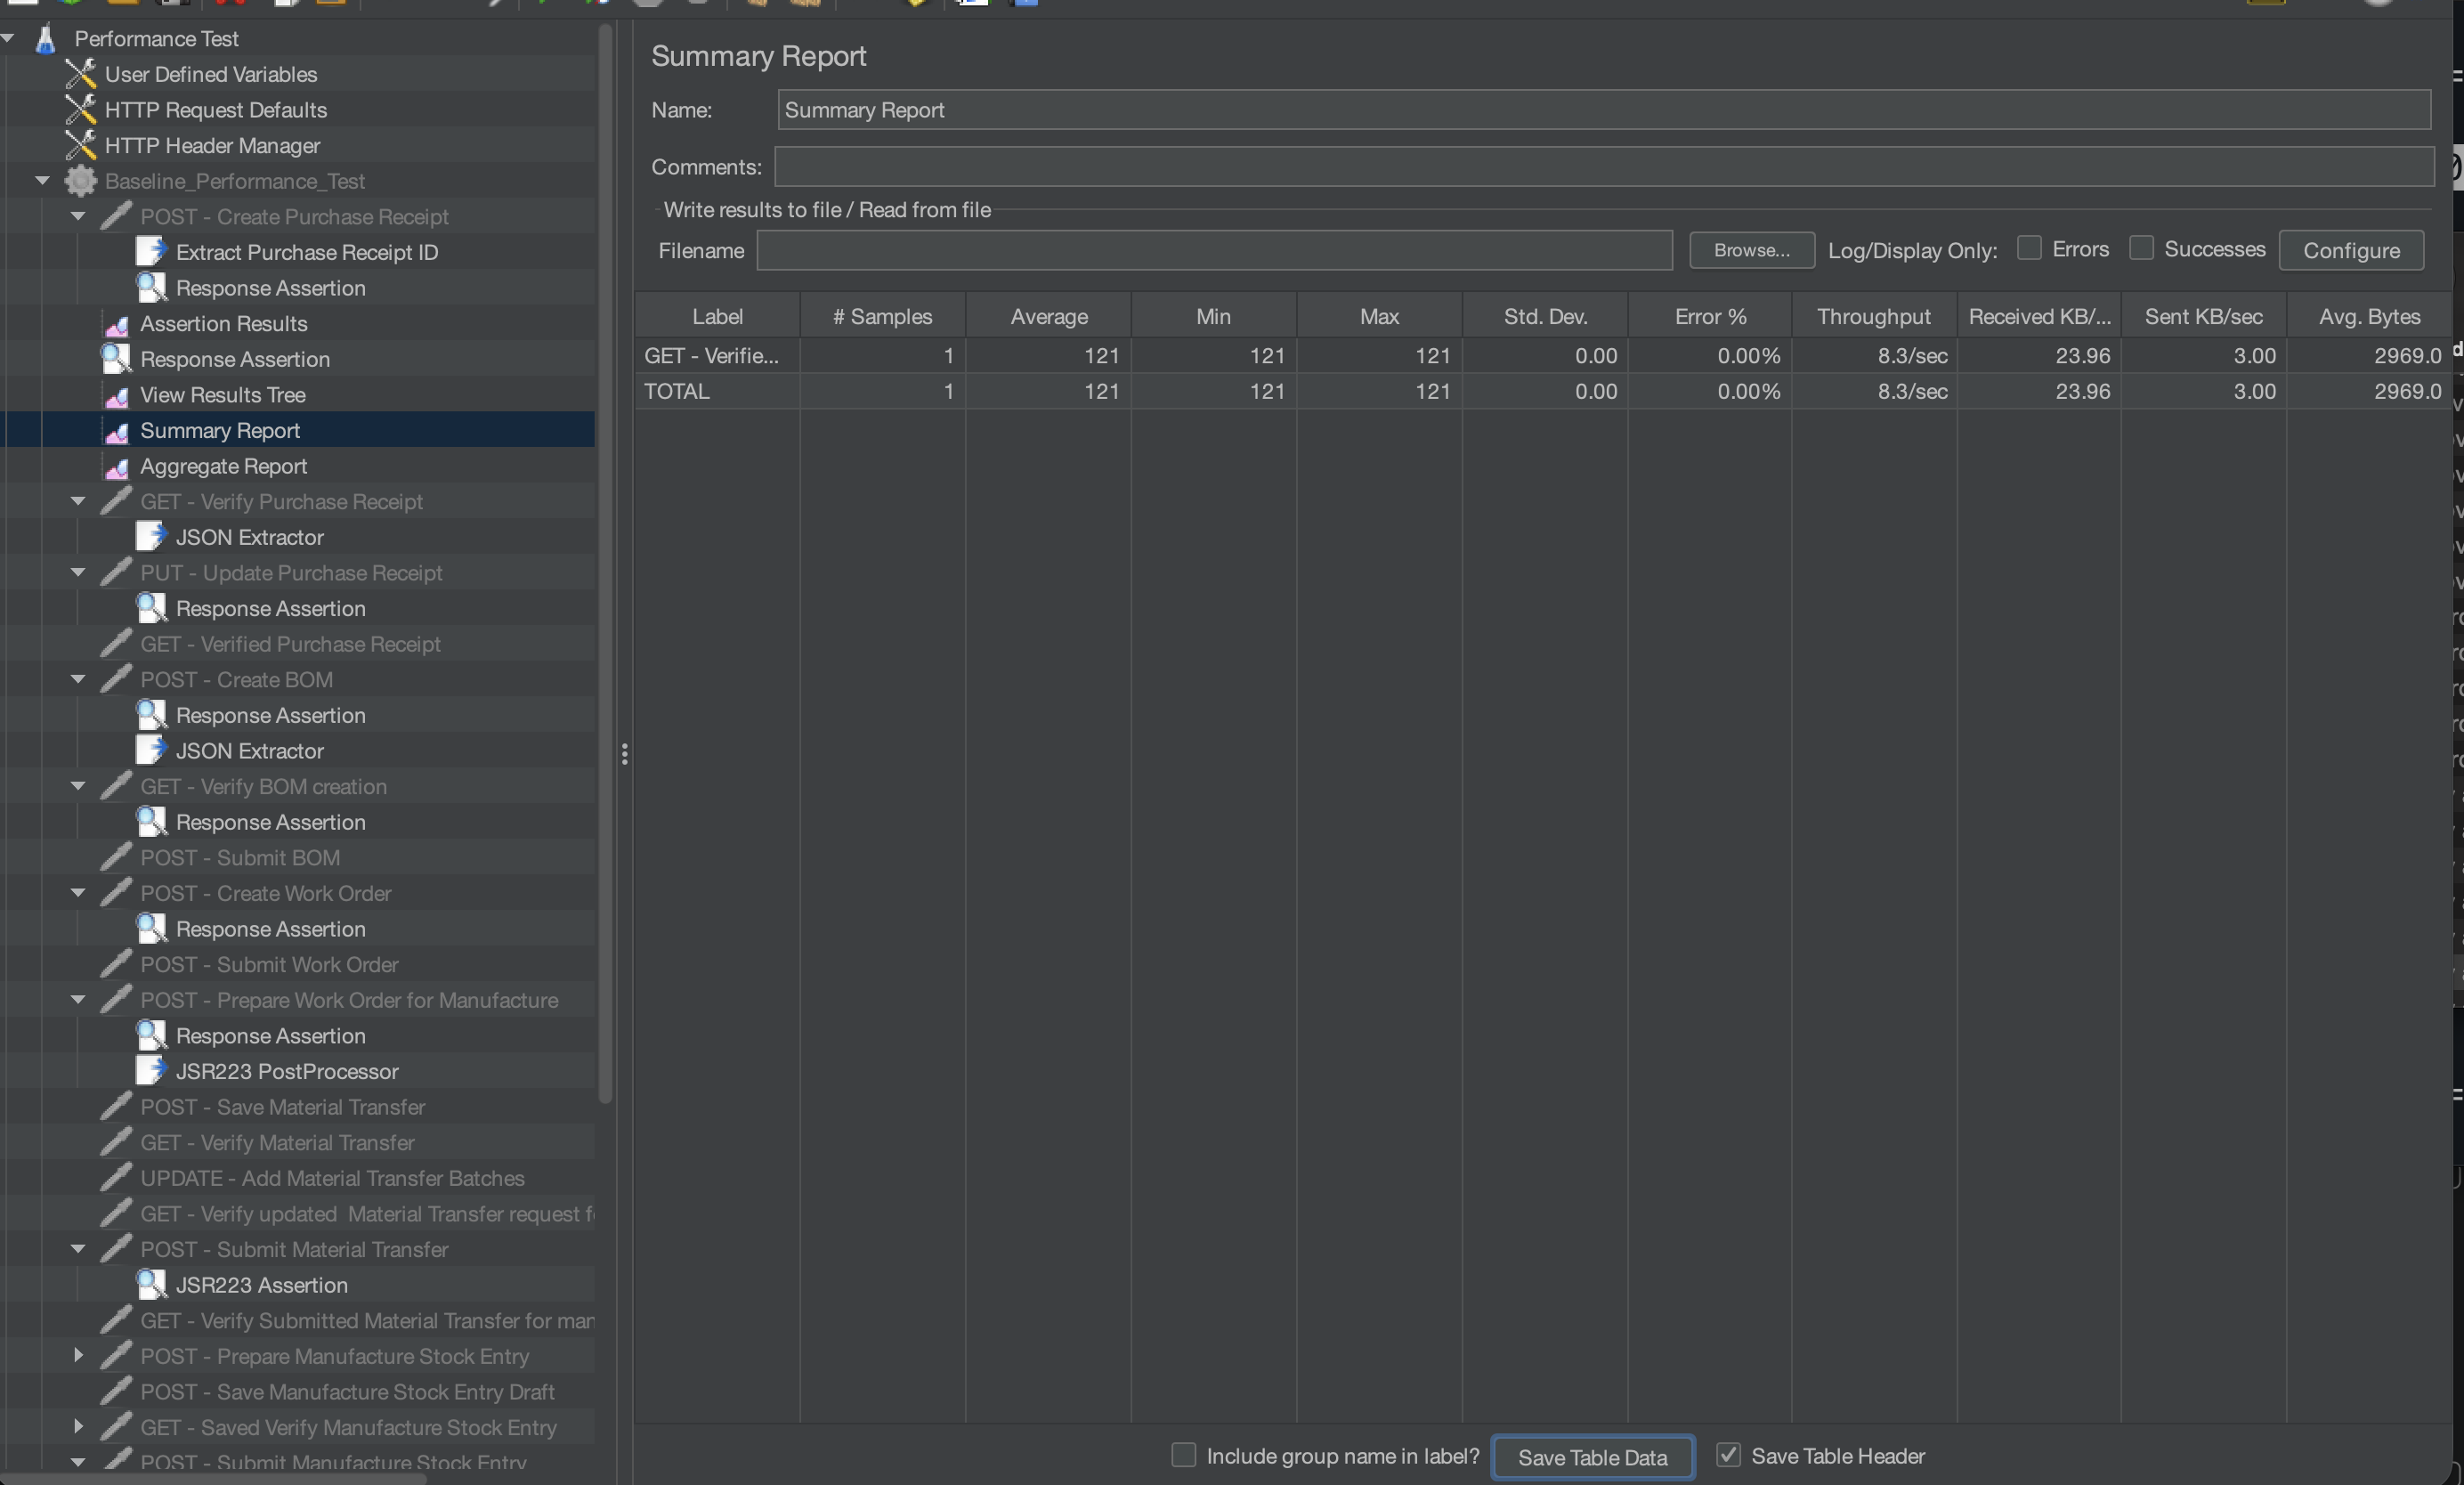 Performance Test
User Defined Variables
HTTP Request Defaults
HTTP Header Manager
Baseline_Performance_Test
POST - Create Purchase Receipt
Extract Purchase Receipt ID
Response Assertion
Assertion Results
Response Assertion
View Results Tree
Summary Report
Aggregate Report
GET - Verify Purchase Receipt
JSON Extractor
PUT - Update Purchase Receipt
Response Assertion
GET - Verified Purchase Receipt
POST - Create BOM
Response Assertion
JSON Extractor
GET - Verify BOM creation
Response Assertion
POST - Submit BOM
POST - Create Work Order
Response Assertion
POST - Submit Work Order
POST - Prepare Work Order for Manufacture
Response Assertion
JSR223 PostProcessor
POST - Save Material Transfer
GET - Verify Material Transfer
UPDATE - Add Material Transfer Batches
GET - Verify updated  Material Transfer request f
POST - Submit Material Transfer
JSR223 Assertion
GET - Verify Submitted Material Transfer for man
POST - Prepare Manufacture Stock Entry
POST - Save Manufacture Stock Entry Draft
GET - Saved Verify Manufacture Stock Entry
POST - Submit Manufacture Stock Entry
Summary Report
Name: Summary Report
Comments:
Write results to file / Read from file
Filename Browse... Log/Display Only: Errors Successes Configure
Label # Samples Average Min Max Std. Dev. Error % Throughput Received KB/... Sent KB/sec Avg. Bytes
GET - Verifie... 1 121 121 121 0.00 0.00% 8.3/sec 23.96 3.00 2969.0
TOTAL 1 121 121 121 0.00 0.00% 8.3/sec 23.96 3.00 2969.0
Include group name in label? Save Table Data Save Table Header